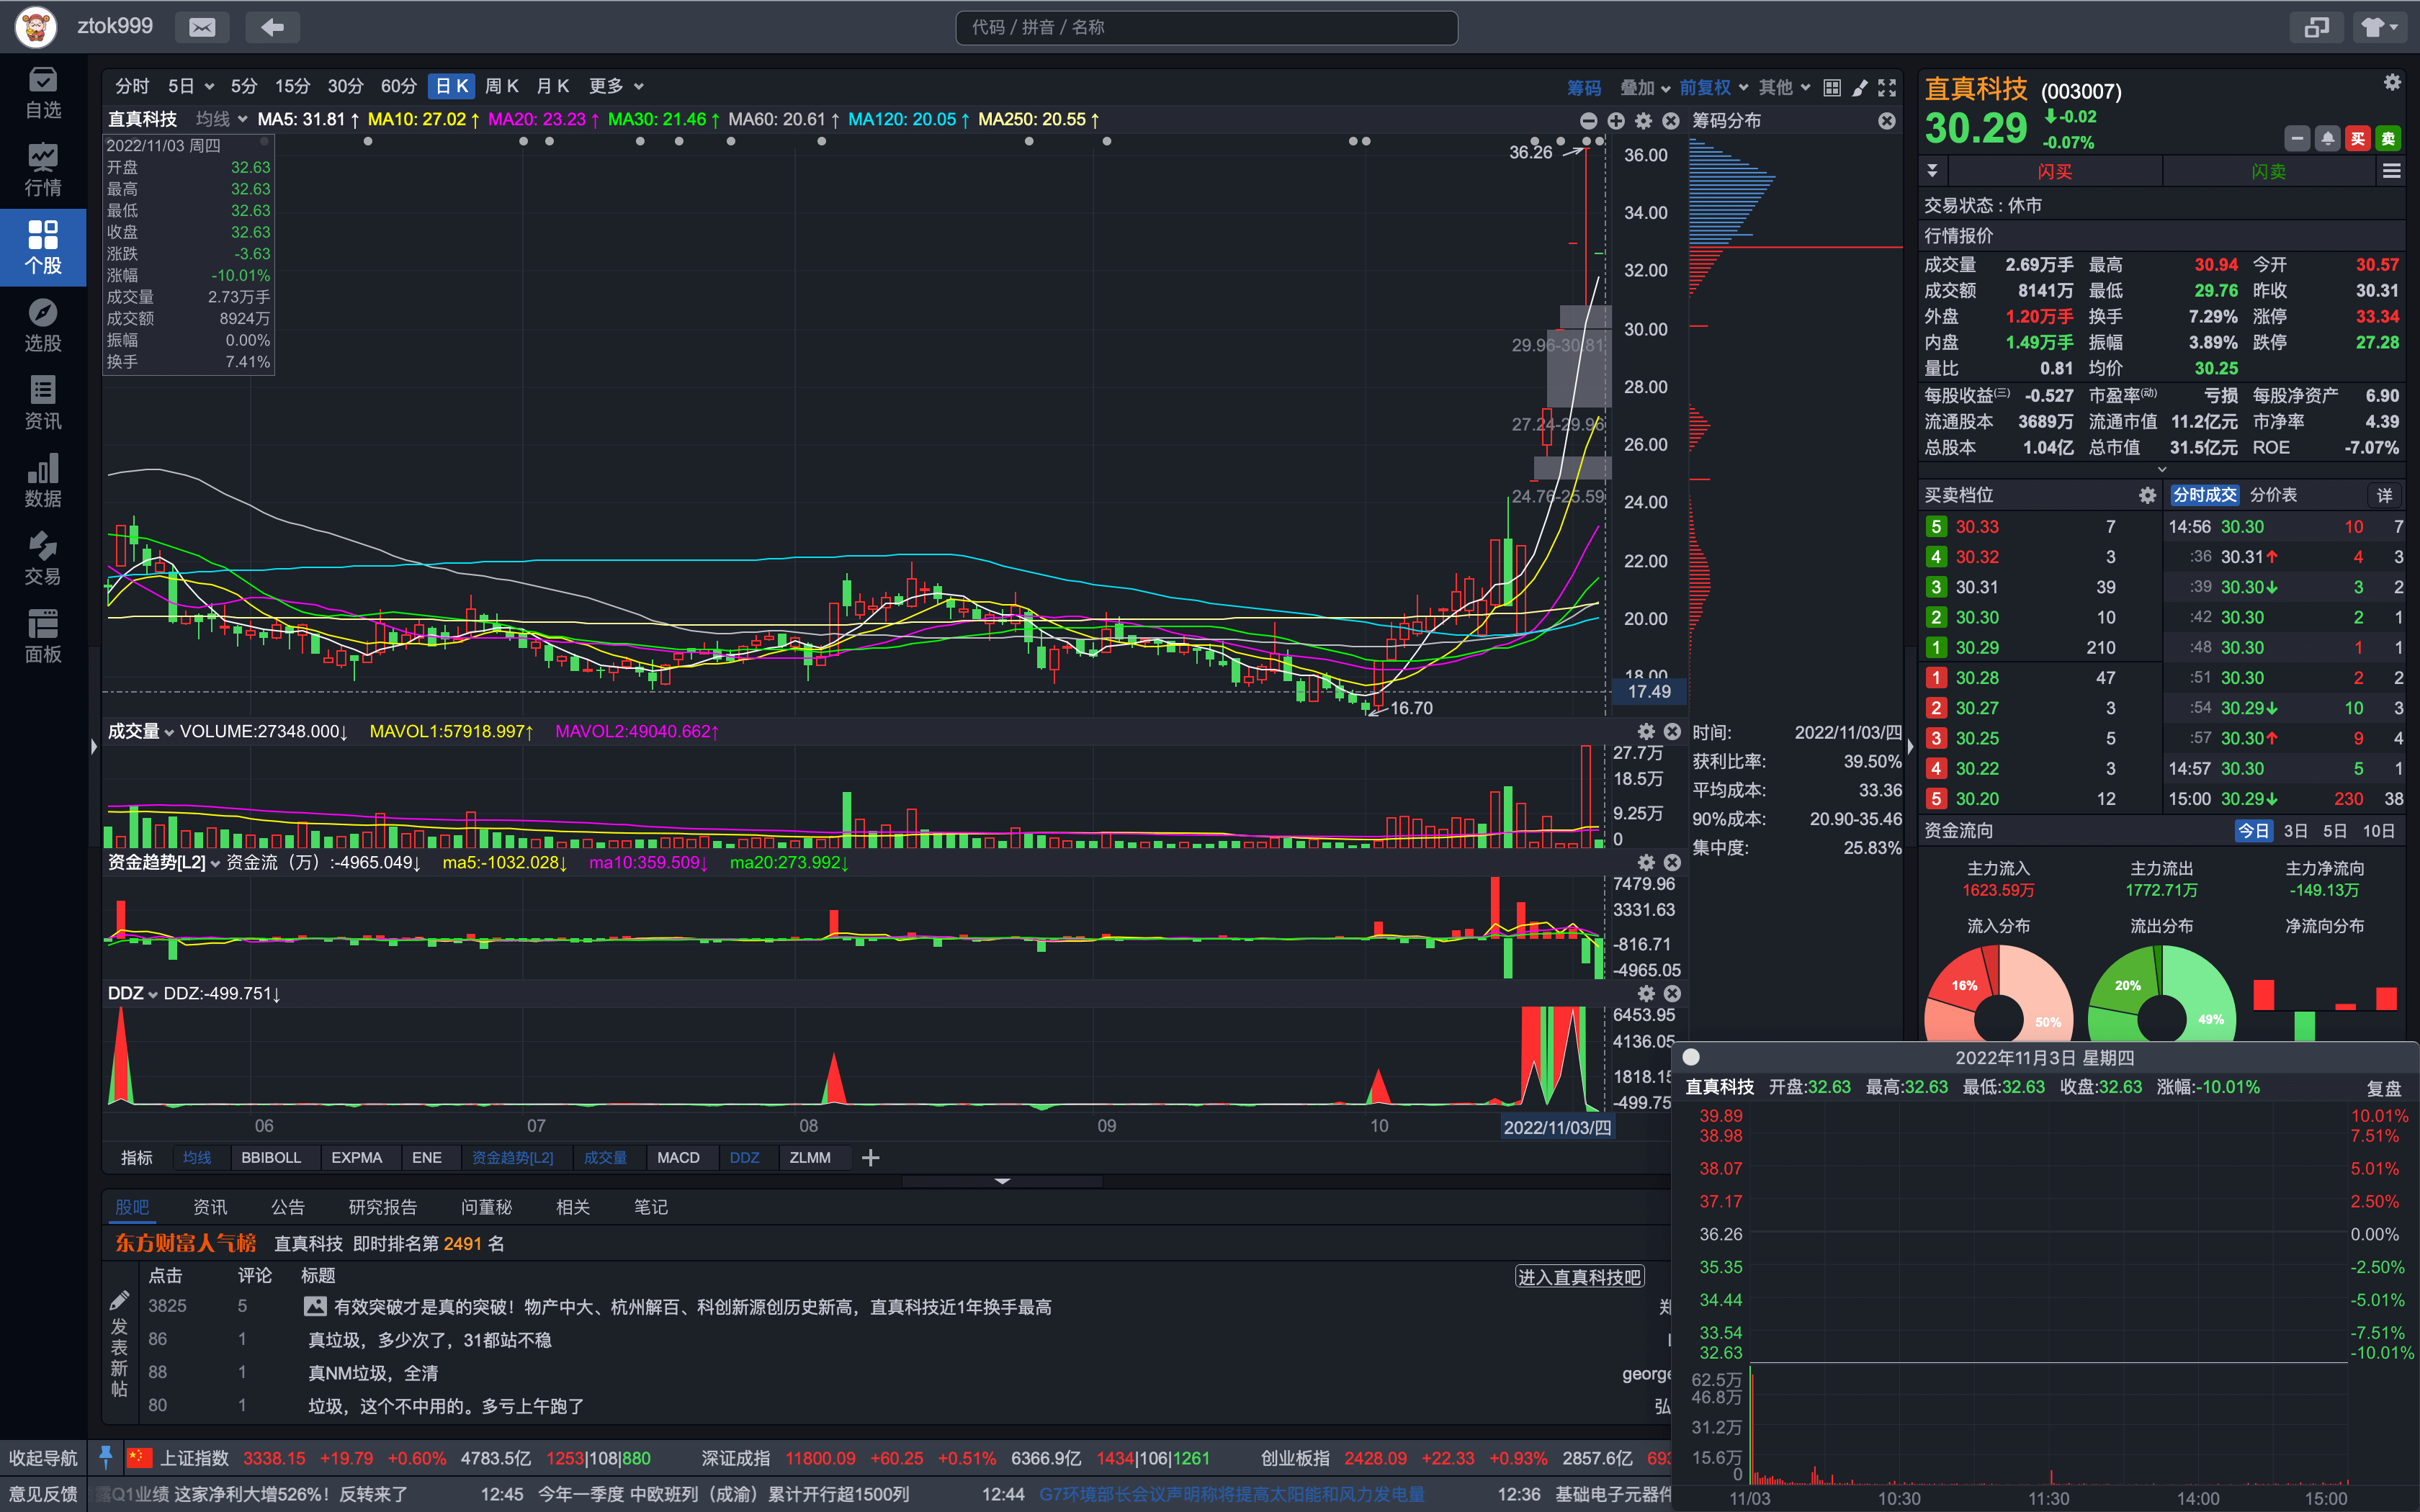 ztok999
代码 / 拼音 / 名称
自选
行情
个股
选股
资讯
数据
交易
面板
分时 5日 5分 15分 30分 60分 日K 周K 月K 更多 筹码 叠加 前复权 其他
直真科技 均线 MA5: 31.81↑ MA10: 27.02↑ MA20: 23.23↑ MA30: 21.46↑ MA60: 20.61↑ MA120: 20.05↑ MA250: 20.55↑
2022/11/03 周四
开盘 32.63
最高 32.63
最低 32.63
收盘 32.63
涨跌 -3.63
涨幅 -10.01%
成交量 2.73万手
成交额 8924万
振幅 0.00%
换手 7.41%
36.26
29.96-30.81
27.24-29.96
24.76-25.59
16.70
36.00
34.00
32.00
30.00
28.00
26.00
24.00
22.00
20.00
18.00
17.49
筹码分布
时间: 2022/11/03/四
获利比率: 39.50%
平均成本: 33.36
90%成本: 20.90-35.46
集中度: 25.83%
成交量 VOLUME:27348.000↓ MAVOL1:57918.997↑ MAVOL2:49040.662↑
27.7万
18.5万
9.25万
0
资金趋势[L2] 资金流（万）:-4965.049↓ ma5:-1032.028↓ ma10:359.509↓ ma20:273.992↓
7479.96
3331.63
-816.71
-4965.05
DDZ DDZ:-499.751↓
6453.95
4136.05
1818.15
-499.75
06 07 08 09 10 2022/11/03/四
指标 均线 BBIBOLL EXPMA ENE 资金趋势[L2] 成交量 MACD DDZ ZLMM
股吧 资讯 公告 研究报告 问董秘 相关 笔记
东方财富人气榜 直真科技 即时排名第 2491 名
点击 评论 标题 进入直真科技吧
发表新帖
3825 5 有效突破才是真的突破！物产中大、杭州解百、科创新源创历史新高，直真科技近1年换手最高
86 1 真垃圾，多少次了，31都站不稳
88 1 真NM垃圾，全清 george
80 1 垃圾，这个不中用的。多亏上午跑了 弘
直真科技 (003007)
30.29 -0.02
-0.07%
买 卖
闪买 闪卖
交易状态 : 休市
行情报价
成交量 2.69万手 最高 30.94 今开 30.57
成交额 8141万 最低 29.76 昨收 30.31
外盘 1.20万手 换手 7.29% 涨停 33.34
内盘 1.49万手 振幅 3.89% 跌停 27.28
量比 0.81 均价 30.25
每股收益(三) -0.527 市盈率(动) 亏损 每股净资产 6.90
流通股本 3689万 流通市值 11.2亿元 市净率 4.39
总股本 1.04亿 总市值 31.5亿元 ROE -7.07%
买卖档位 分时成交 分价表 详
5 30.33 7 14:56 30.30 10 7
4 30.32 3 :36 30.31↑ 4 3
3 30.31 39 :39 30.30↓ 3 2
2 30.30 10 :42 30.30 2 1
1 30.29 210 :48 30.30 1 1
1 30.28 47 :51 30.30 2 2
2 30.27 3 :54 30.29↓ 10 3
3 30.25 5 :57 30.30↑ 9 4
4 30.22 3 14:57 30.30 5 1
5 30.20 12 15:00 30.29↓ 230 38
资金流向 今日 3日 5日 10日
主力流入 主力流出 主力净流向
1623.59万 1772.71万 -149.13万
流入分布 流出分布 净流向分布
16% 50% 20% 49%
2022年11月3日 星期四
直真科技 开盘:32.63 最高:32.63 最低:32.63 收盘:32.63 涨幅:-10.01% 复盘
39.89 10.01%
38.98 7.51%
38.07 5.01%
37.17 2.50%
36.26 0.00%
35.35 -2.50%
34.44 -5.01%
33.54 -7.51%
32.63 -10.01%
62.5万
46.8万
31.2万
15.6万
0
11/03 10:30 11:30 14:00 15:00
收起导航 上证指数 3338.15 +19.79 +0.60% 4783.5亿 1253|108|880 深证成指 11800.09 +60.25 +0.51% 6366.9亿 1434|106|1261 创业板指 2428.09 +22.33 +0.93% 2857.6亿 693
意见反馈 露Q1业绩 这家净利大增526%！反转来了 12:45 今年一季度 中欧班列（成渝）累计开行超1500列 12:44 G7环境部长会议声明称将提高太阳能和风力发电量 12:36 基础电子元器件